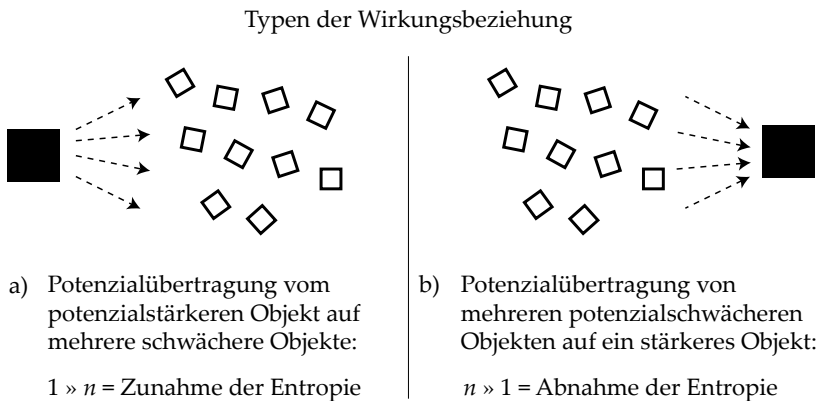 Typen der Wirkungsbeziehung
a) Potenzialübertragung vom
potenzialstärkeren Objekt auf
mehrere schwächere Objekte:
1 » n = Zunahme der Entropie
b) Potenzialübertragung von
mehreren potenzialschwächeren
Objekten auf ein stärkeres Objekt:
n » 1 = Abnahme der Entropie